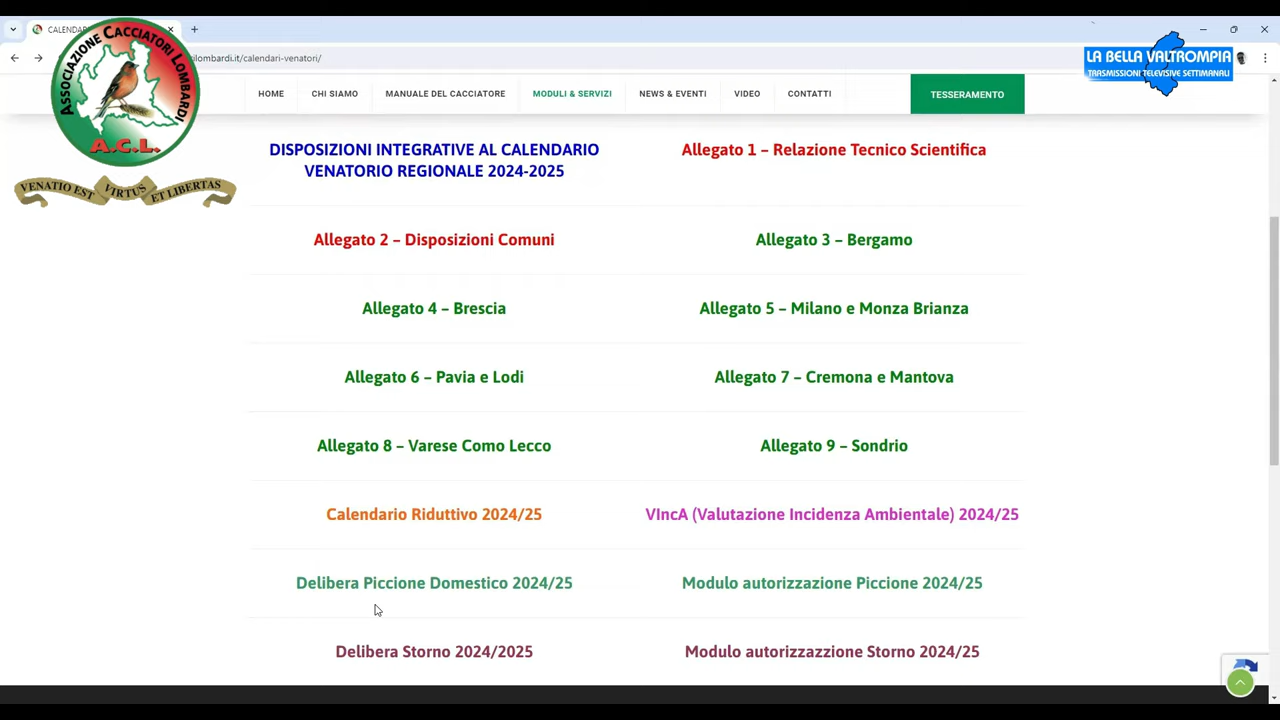 CALENDAR
ASSOCIAZIONE CACCIATORI LOMBARDI
A.C.L.
VENATIO EST VIRTUS ET LIBERTAS
ilombardi.it/calendari-venatori/
LA BELLA VALTROMPIA
TRASMISSIONI TELEVISIVE SETTIMANALI
HOME CHI SIAMO MANUALE DEL CACCIATORE MODULI & SERVIZI NEWS & EVENTI VIDEO CONTATTI TESSERAMENTO
DISPOSIZIONI INTEGRATIVE AL CALENDARIO
VENATORIO REGIONALE 2024-2025
Allegato 1 – Relazione Tecnico Scientifica
Allegato 2 – Disposizioni Comuni
Allegato 3 – Bergamo
Allegato 4 – Brescia
Allegato 5 – Milano e Monza Brianza
Allegato 6 – Pavia e Lodi
Allegato 7 – Cremona e Mantova
Allegato 8 – Varese Como Lecco
Allegato 9 – Sondrio
Calendario Riduttivo 2024/25
VIncA (Valutazione Incidenza Ambientale) 2024/25
Delibera Piccione Domestico 2024/25
Modulo autorizzazione Piccione 2024/25
Delibera Storno 2024/2025
Modulo autorizzazzione Storno 2024/25